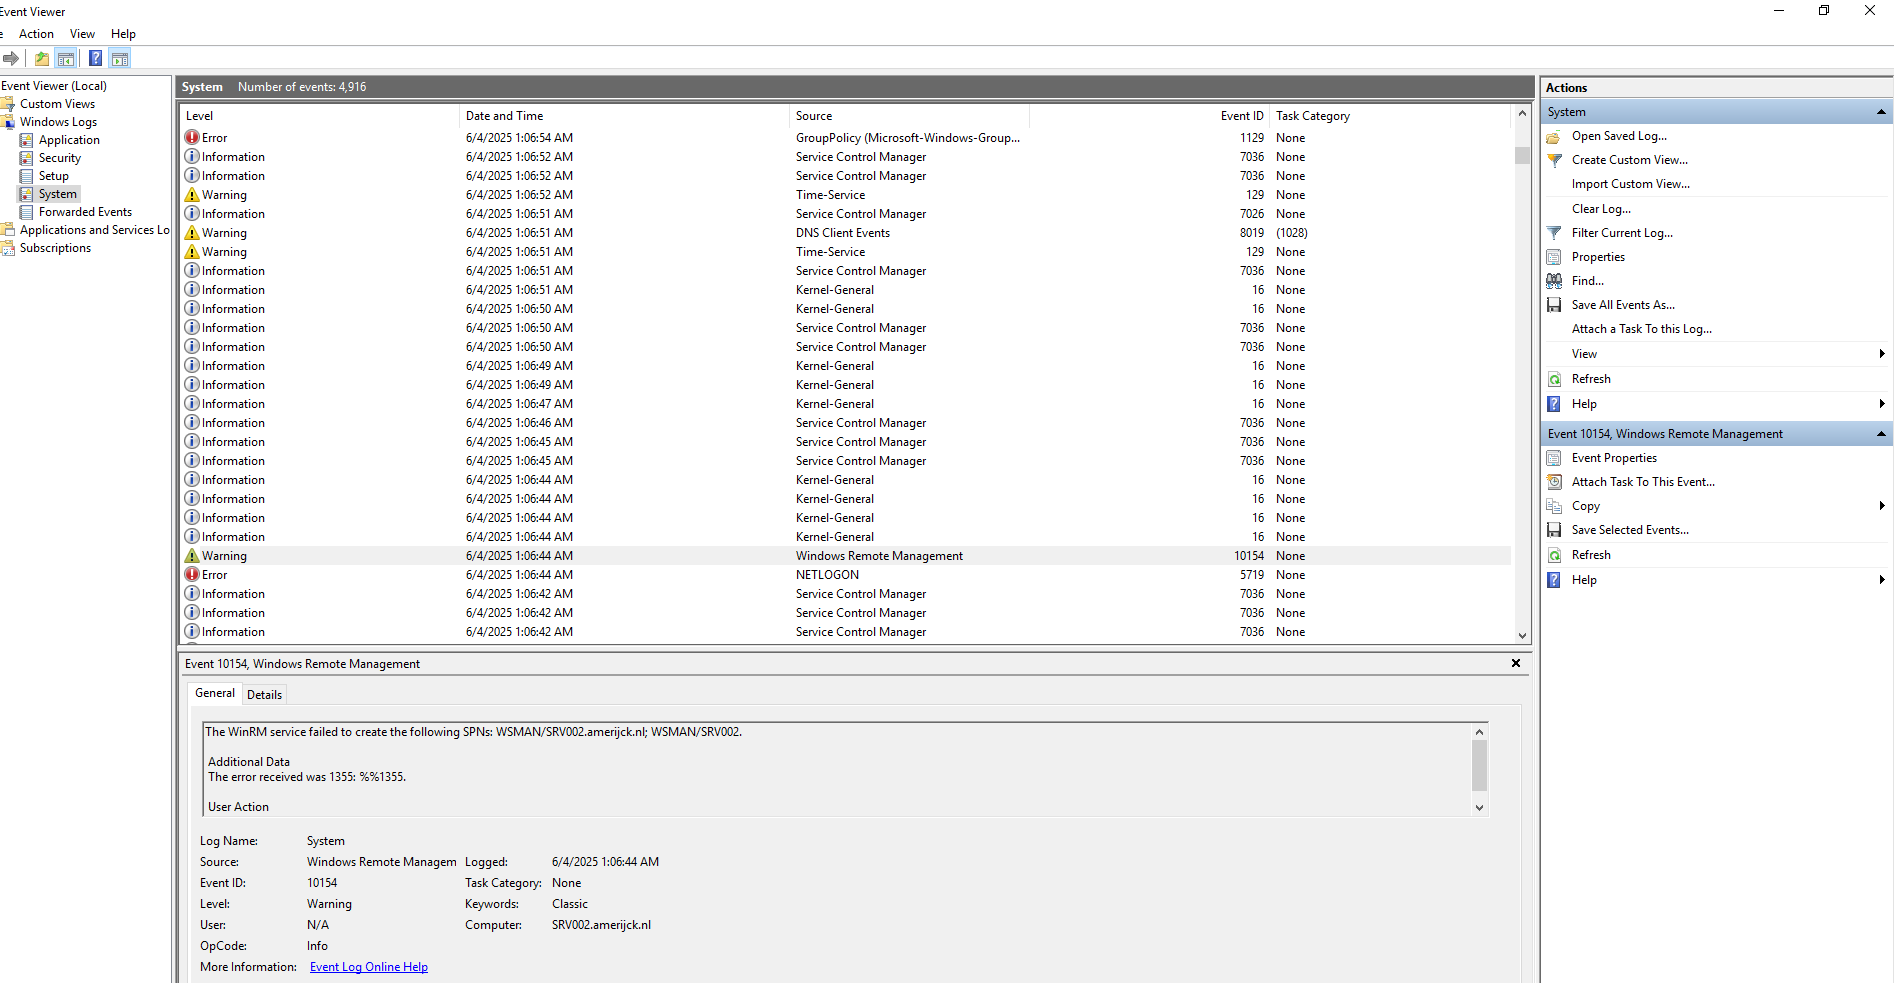 Event Viewer
Action View Help
Event Viewer (Local)
Custom Views
Windows Logs
Application
Security
Setup
System
Forwarded Events
Applications and Services Lo
Subscriptions
System Number of events: 4,916
Level Date and Time Source Event ID Task Category
Error 6/4/2025 1:06:54 AM GroupPolicy (Microsoft-Windows-Group... 1129 None
Information 6/4/2025 1:06:52 AM Service Control Manager 7036 None
Information 6/4/2025 1:06:52 AM Service Control Manager 7036 None
Warning 6/4/2025 1:06:52 AM Time-Service 129 None
Information 6/4/2025 1:06:51 AM Service Control Manager 7026 None
Warning 6/4/2025 1:06:51 AM DNS Client Events 8019 (1028)
Warning 6/4/2025 1:06:51 AM Time-Service 129 None
Information 6/4/2025 1:06:51 AM Service Control Manager 7036 None
Information 6/4/2025 1:06:51 AM Kernel-General 16 None
Information 6/4/2025 1:06:50 AM Kernel-General 16 None
Information 6/4/2025 1:06:50 AM Service Control Manager 7036 None
Information 6/4/2025 1:06:50 AM Service Control Manager 7036 None
Information 6/4/2025 1:06:49 AM Kernel-General 16 None
Information 6/4/2025 1:06:49 AM Kernel-General 16 None
Information 6/4/2025 1:06:47 AM Kernel-General 16 None
Information 6/4/2025 1:06:46 AM Service Control Manager 7036 None
Information 6/4/2025 1:06:45 AM Service Control Manager 7036 None
Information 6/4/2025 1:06:45 AM Service Control Manager 7036 None
Information 6/4/2025 1:06:44 AM Kernel-General 16 None
Information 6/4/2025 1:06:44 AM Kernel-General 16 None
Information 6/4/2025 1:06:44 AM Kernel-General 16 None
Information 6/4/2025 1:06:44 AM Kernel-General 16 None
Warning 6/4/2025 1:06:44 AM Windows Remote Management 10154 None
Error 6/4/2025 1:06:44 AM NETLOGON 5719 None
Information 6/4/2025 1:06:42 AM Service Control Manager 7036 None
Information 6/4/2025 1:06:42 AM Service Control Manager 7036 None
Information 6/4/2025 1:06:42 AM Service Control Manager 7036 None
Event 10154, Windows Remote Management
General Details
The WinRM service failed to create the following SPNs: WSMAN/SRV002.amerijck.nl; WSMAN/SRV002.
Additional Data
The error received was 1355: %%1355.
User Action
Log Name: System
Source: Windows Remote Managem Logged: 6/4/2025 1:06:44 AM
Event ID: 10154 Task Category: None
Level: Warning Keywords: Classic
User: N/A Computer: SRV002.amerijck.nl
OpCode: Info
More Information: Event Log Online Help
Actions
System
Open Saved Log...
Create Custom View...
Import Custom View...
Clear Log...
Filter Current Log...
Properties
Find...
Save All Events As...
Attach a Task To this Log...
View
Refresh
Help
Event 10154, Windows Remote Management
Event Properties
Attach Task To This Event...
Copy
Save Selected Events...
Refresh
Help